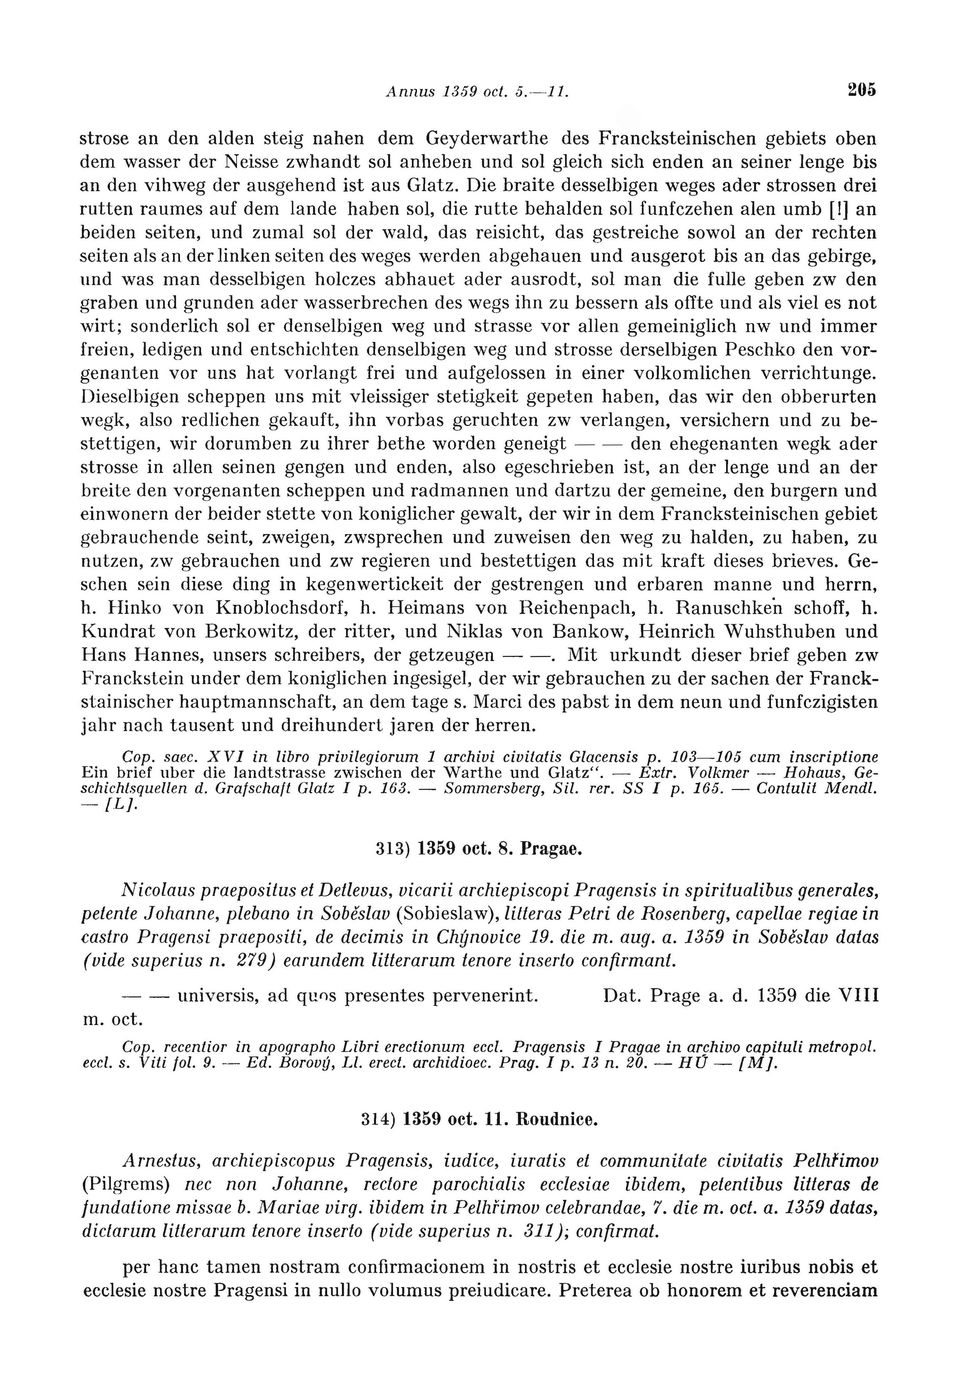 Annus 1359 oct. 5.—11. 205
strose an den alden steig nahen dem Geyderwarthe des Francksteinischen gebiets oben
dem wasser der Neisse zwhandt sol anheben und sol gleich sich enden an seiner lenge bis
an den vihweg der ausgehend ist aus Glatz. Die braite desselbigen weges ader strossen drei
rutten raumes auf dem lande haben sol, die rutte behalden sol funfczehen alen umb [!] an
beiden seiten, und zumal sol der wald, das reisicht, das gestreiche sowol an der rechten
seiten als an der linken seiten des weges werden abgehauen und ausgerot bis an das gebirge,
und was man desselbigen holczes abhauet ader ausrodt, sol man die fulle geben zw den
graben und grunden ader wasserbrechen des wegs ihn zu bessern als offte und als viel es not
wirt; sonderlich sol er denselbigen weg und strasse vor allen gemeiniglich nw und immer
freien, ledigen und entschichten denselbigen weg und strosse derselbigen Peschko den vor-
genanten vor uns hat vorlangt frei und aufgelossen in einer volkomlichen verrichtunge.
Dieselbigen scheppen uns mit vleissiger stetigkeit gepeten haben, das wir den obberurten
wegk, also redlichen gekauft, ihn vorbas geruchten zw verlangen, versichern und zu be-
stettigen, wir dorumben zu ihrer bethe worden geneigt — — den ehegenanten wegk ader
strosse in allen seinen gengen und enden, also egeschrieben ist, an der lenge und an der
breite den vorgenanten scheppen und radmannen und dartzu der gemeine, den burgern und
einwonern der beider stette von koniglicher gewalt, der wir in dem Francksteinischen gebiet
gebrauchende seint, zweigen, zwsprechen und zuweisen den weg zu halden, zu haben, zu
nutzen, zw gebrauchen und zw regieren und bestettigen das mit kraft dieses brieves. Ge-
schen sein diese ding in kegenwertickeit der gestrengen und erbaren manne und herrn,
h. Hinko von Knoblochsdorf, h. Heimans von Reichenpach, h. Ranuschken schoff, h.
Kundrat von Berkowitz, der ritter, und Niklas von Bankow, Heinrich Wuhsthuben und
Hans Hannes, unsers schreibers, der getzeugen — —. Mit urkundt dieser brief geben zw
Franckstein under dem koniglichen ingesigel, der wir gebrauchen zu der sachen der Franck-
stainischer hauptmannschaft, an dem tage s. Marci des pabst in dem neun und funfczigisten
jahr nach tausent und dreihundert jaren der herren.
Cop. saec. XVI in libro privilegiorum 1 archivi civitatis Glacensis p. 103—105 cum inscriptione
Ein brief uber die landtstrasse zwischen der Warthe und Glatz“. — Extr. Volkmer — Hohaus, Ge-
schichtsquellen d. Grafschaft Glatz I p. 163. — Sommersberg, Sil. rer. SS I p. 165. — Contulit Mendl.
— [L].
313) 1359 oct. 8. Pragae.
Nicolaus praepositus et Detlevus, vicarii archiepiscopi Pragensis in spiritualibus generales,
petente Johanne, plebano in Soběslav (Sobieslaw), litteras Petri de Rosenberg, capellae regiae in
castro Pragensi praepositi, de decimis in Chýnovice 19. die m. aug. a. 1359 in Soběslav datas
(vide superius n. 279) earundem litterarum tenore inserto confirmant.
— — universis, ad quos presentes pervenerint. Dat. Prage a. d. 1359 die VIII
m. oct.
Cop. recentior in apographo Libri erectionum eccl. Pragensis I Pragae in archivo capituli metropol.
eccl. s. Viti fol. 9. — Ed. Borový, Ll. erect. archidioec. Prag. I p. 13 n. 20. — HÚ — [M].
314) 1359 oct. 11. Roudnice.
Arnestus, archiepiscopus Pragensis, iudice, iuratis et communitate civitatis Pelhřimov
(Pilgrems) nec non Johanne, rectore parochialis ecclesiae ibidem, petentibus litteras de
fundatione missae b. Mariae virg. ibidem in Pelhřimov celebrandae, 7. die m. oct. a. 1359 datas,
dictarum litterarum tenore inserto (vide superius n. 311); confirmat.
per hanc tamen nostram confirmacionem in nostris et ecclesie nostre iuribus nobis et
ecclesie nostre Pragensi in nullo volumus preiudicare. Preterea ob honorem et reverenciam